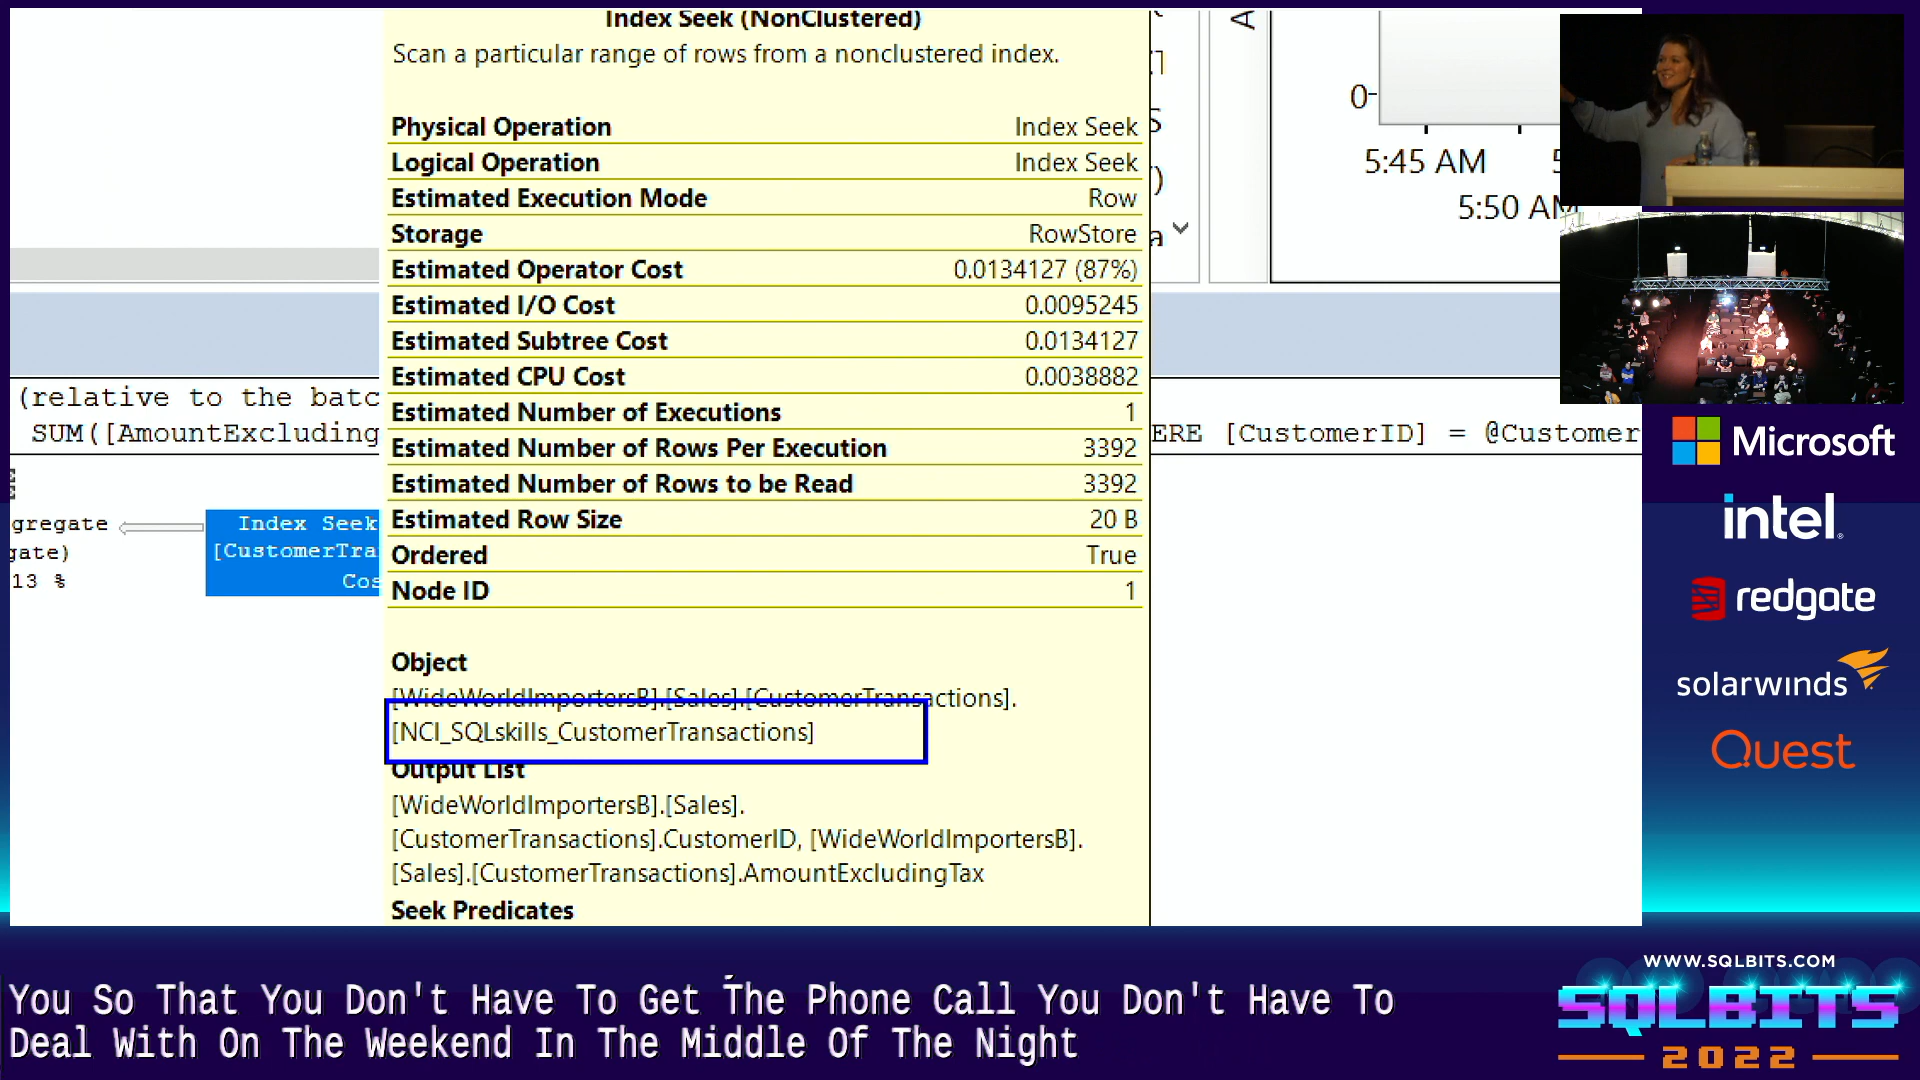 Index Seek (NonClustered)
Scan a particular range of rows from a nonclustered index.
Physical Operation Index Seek
Logical Operation Index Seek
Estimated Execution Mode Row
Storage RowStore
Estimated Operator Cost 0.0134127 (87%)
Estimated I/O Cost 0.0095245
Estimated Subtree Cost 0.0134127
Estimated CPU Cost 0.0038882
Estimated Number of Executions 1
Estimated Number of Rows Per Execution 3392
Estimated Number of Rows to be Read 3392
Estimated Row Size 20 B
Ordered True
Node ID 1
Object
[WideWorldImportersB].[Sales].[CustomerTransactions].
[NCI_SQLskills_CustomerTransactions]
Output List
[WideWorldImportersB].[Sales].
[CustomerTransactions].CustomerID, [WideWorldImportersB].
[Sales].[CustomerTransactions].AmountExcludingTax
Seek Predicates
(relative to the batc
SUM([AmountExcluding
ERE [CustomerID] = @Customer
gregate
gate)
13 %
Index Seek
[CustomerTra
Cos
0
5:45 AM
5:50 AM
Microsoft
intel
redgate
solarwinds
Quest
WWW.SQLBITS.COM
SQLBITS
2022
You So That You Don't Have To Get The Phone Call You Don't Have To
Deal With On The Weekend In The Middle Of The Night